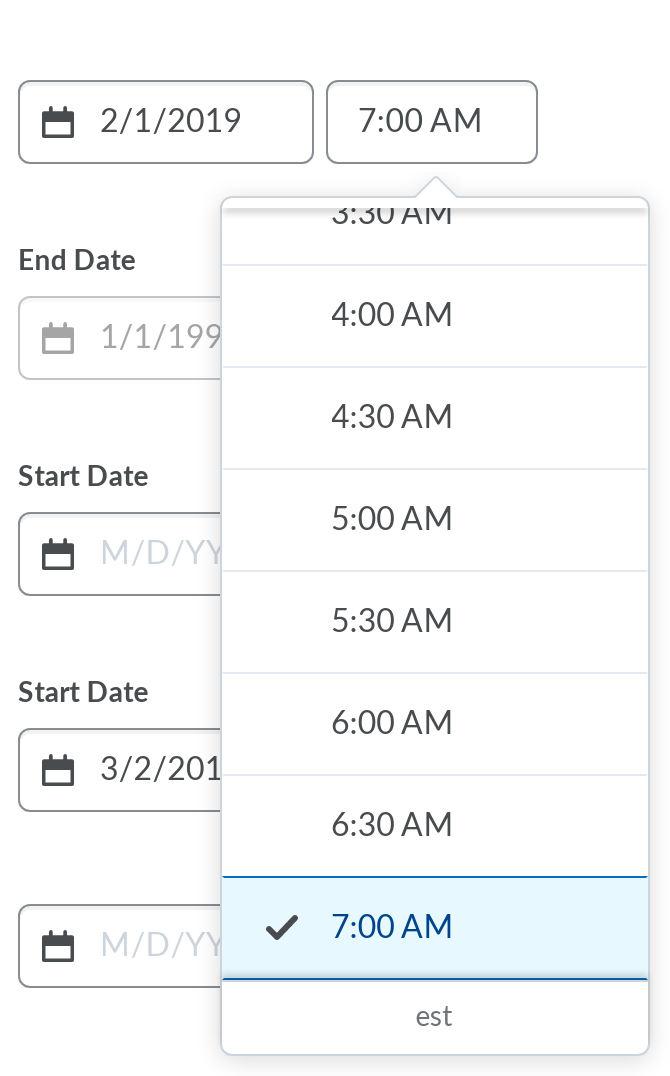 2/1/2019
7:00 AM
3:30 AM
End Date
4:00 AM
1/1/199
4:30 AM
Start Date
5:00 AM
M/D/YY
5:30 AM
Start Date
6:00 AM
3/2/201
6:30 AM
7:00 AM
M/D/YY
est